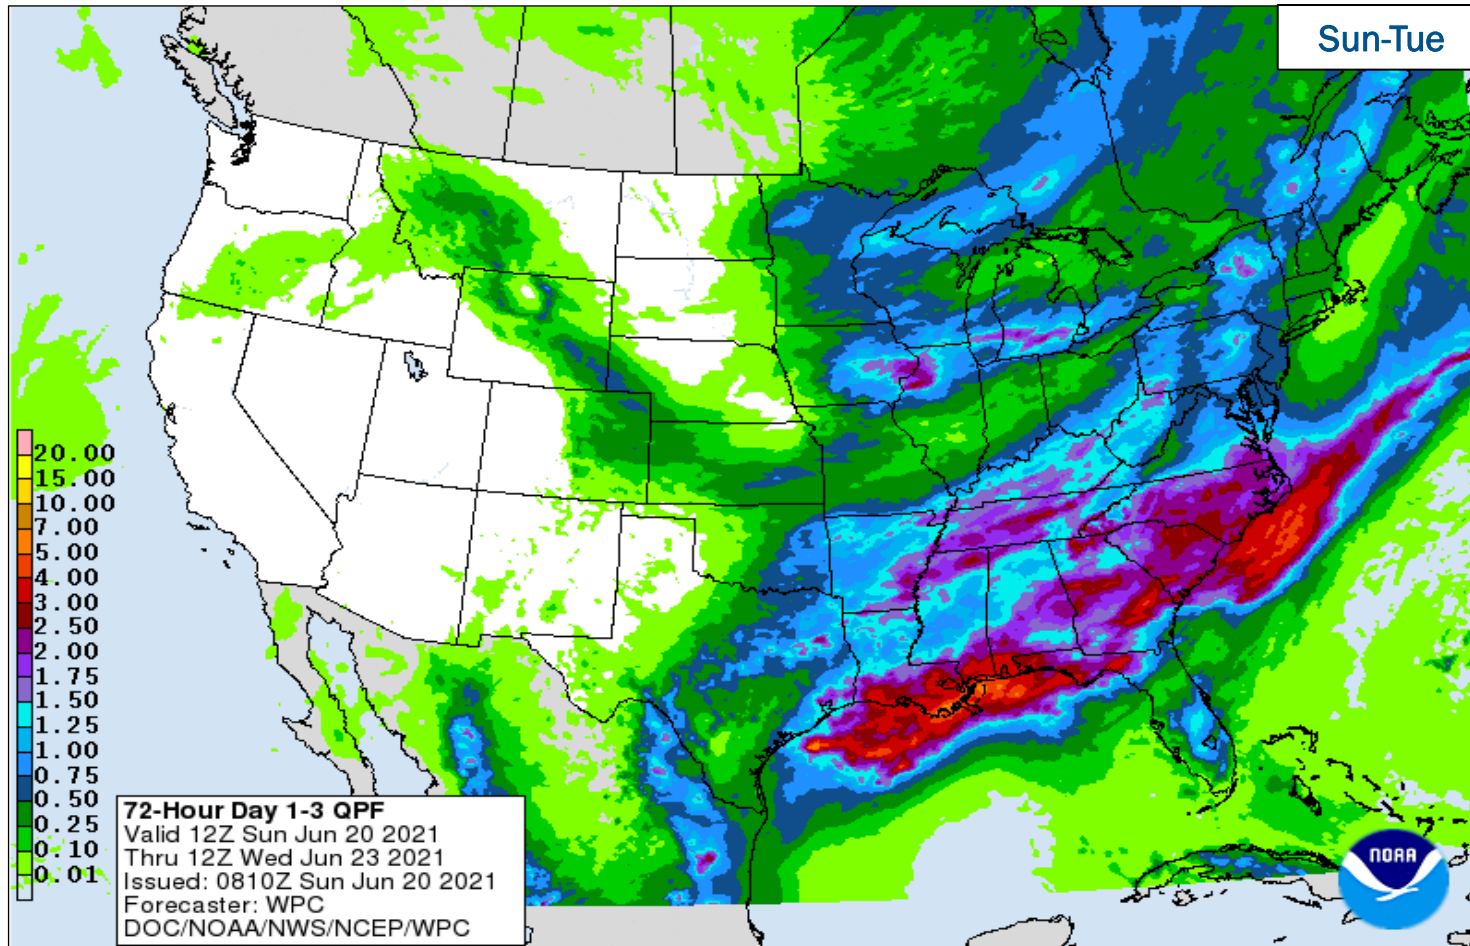 Sun-Tue
20.00
15.00
10.00
7.00
5.00
4.00
3.00
2.50
2.00
1.75
1.50
1.25
1.00
0.75
0.50
0.25
0.10
0.01
72-Hour Day 1-3 QPF
Valid 12Z Sun Jun 20 2021
Thru 12Z Wed Jun 23 2021
Issued: 0810Z Sun Jun 20 2021
Forecaster: WPC
DOC/NOAA/NWS/NCEP/WPC
NOAA